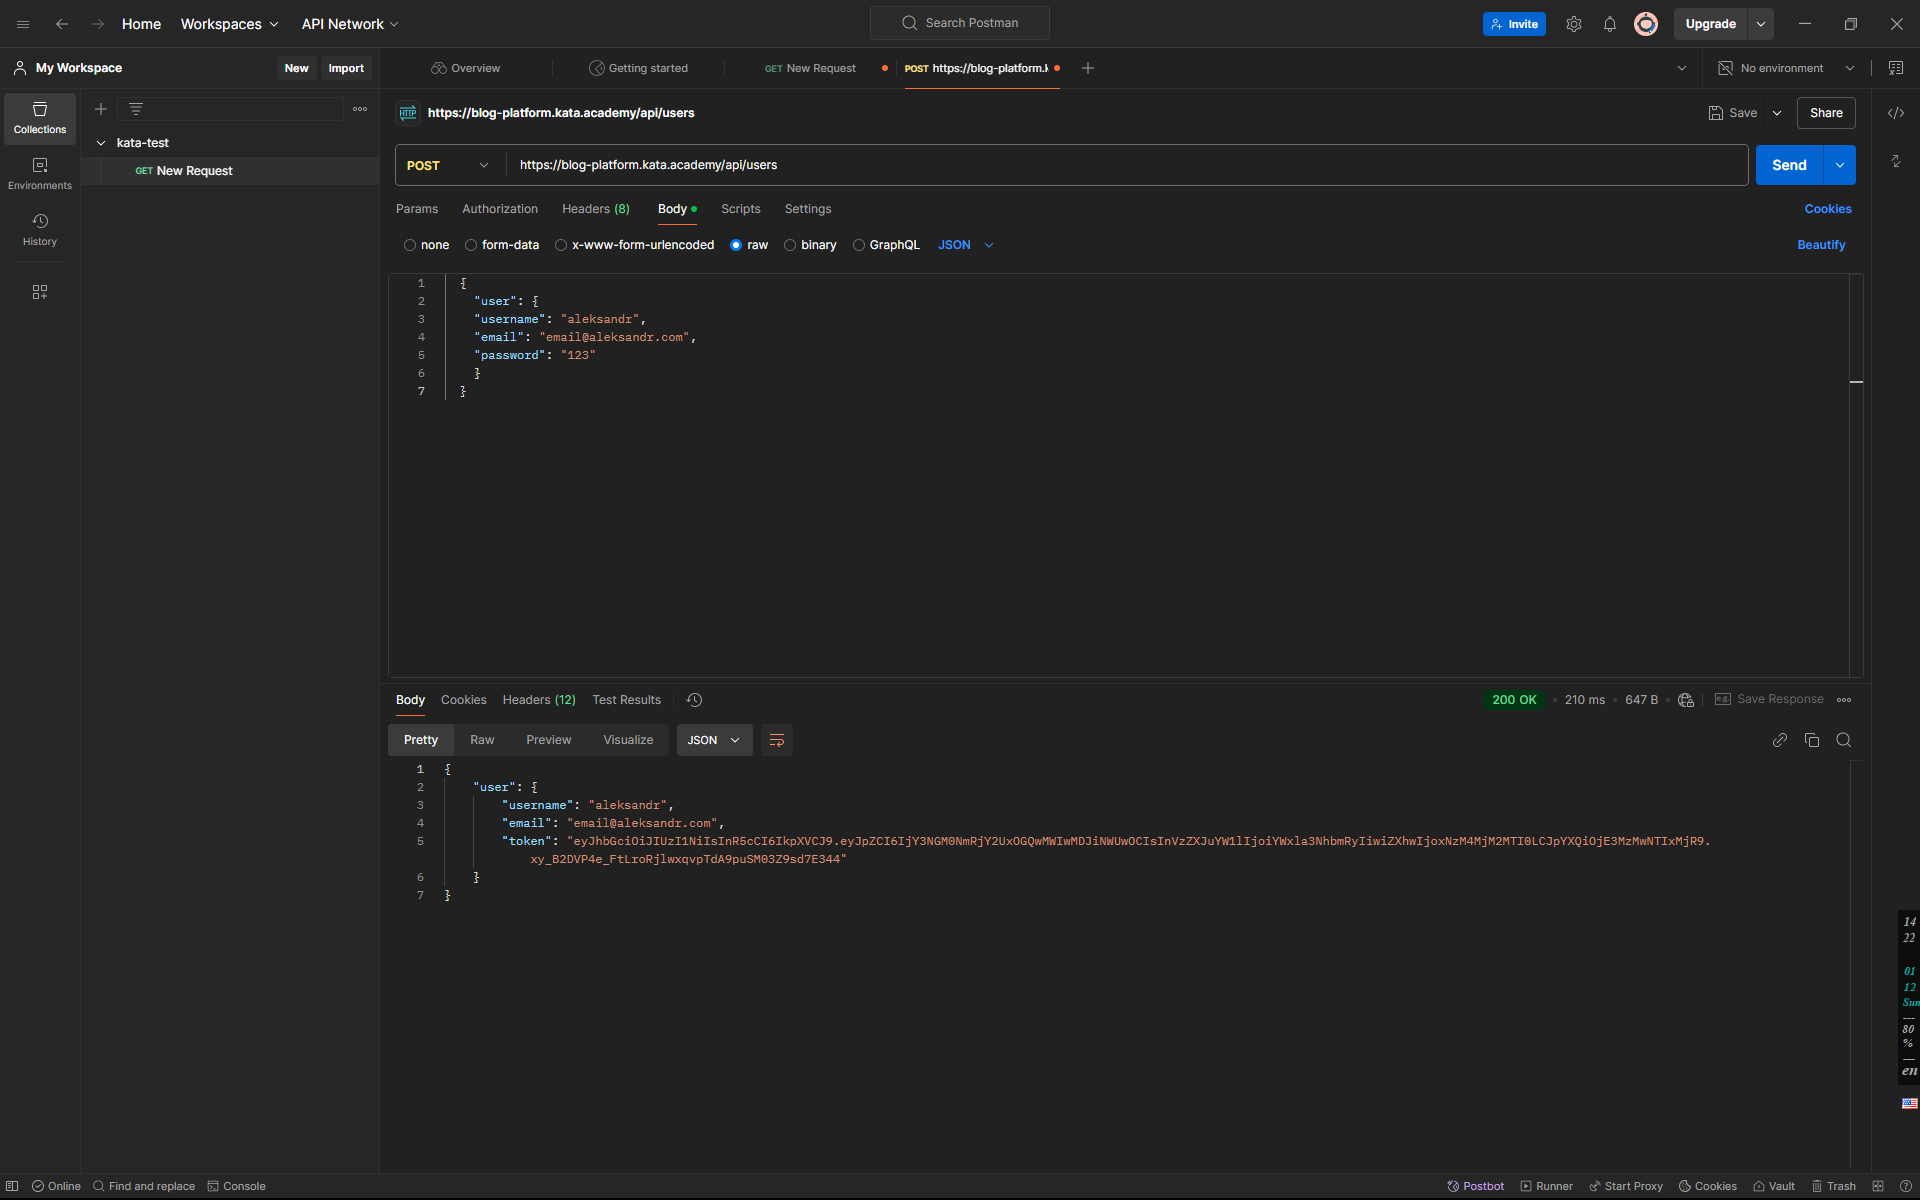 Home Workspaces API Network Search Postman Invite Upgrade
My Workspace New Import Overview Getting started GET New Request POST https://blog-platform.k No environment
Collections
Environments
History
kata-test
GET New Request
HTTP https://blog-platform.kata.academy/api/users Save Share
POST https://blog-platform.kata.academy/api/users Send
Params Authorization Headers (8) Body Scripts Settings Cookies
none form-data x-www-form-urlencoded raw binary GraphQL JSON Beautify
1 {
2 "user": {
3 "username": "aleksandr",
4 "email": "email@aleksandr.com",
5 "password": "123"
6 }
7 }
Body Cookies Headers (12) Test Results 200 OK 210 ms 647 B e.g. Save Response
Pretty Raw Preview Visualize JSON
1 {
2 "user": {
3 "username": "aleksandr",
4 "email": "email@aleksandr.com",
5 "token": "eyJhbGciOiJIUzI1NiIsInR5cCI6IkpXVCJ9.eyJpZCI6IjY3NGM0NmRjY2UxOGQwMWIwMDJiNWUwOCIsInVzZXJuYW1lIjoiYWxla3NhbmRyIiwiZXhwIjoxNzM4MjM2MTI0LCJpYXQiOjE3MzMwNTIxMjR9.
xy_B2DVP4e_FtLroRjlwxqvpTdA9puSM03Z9sd7E344"
6 }
7 }
14
22
01
12
Sun
---
80
%
en
Online Find and replace Console Postbot Runner Start Proxy Cookies Vault Trash